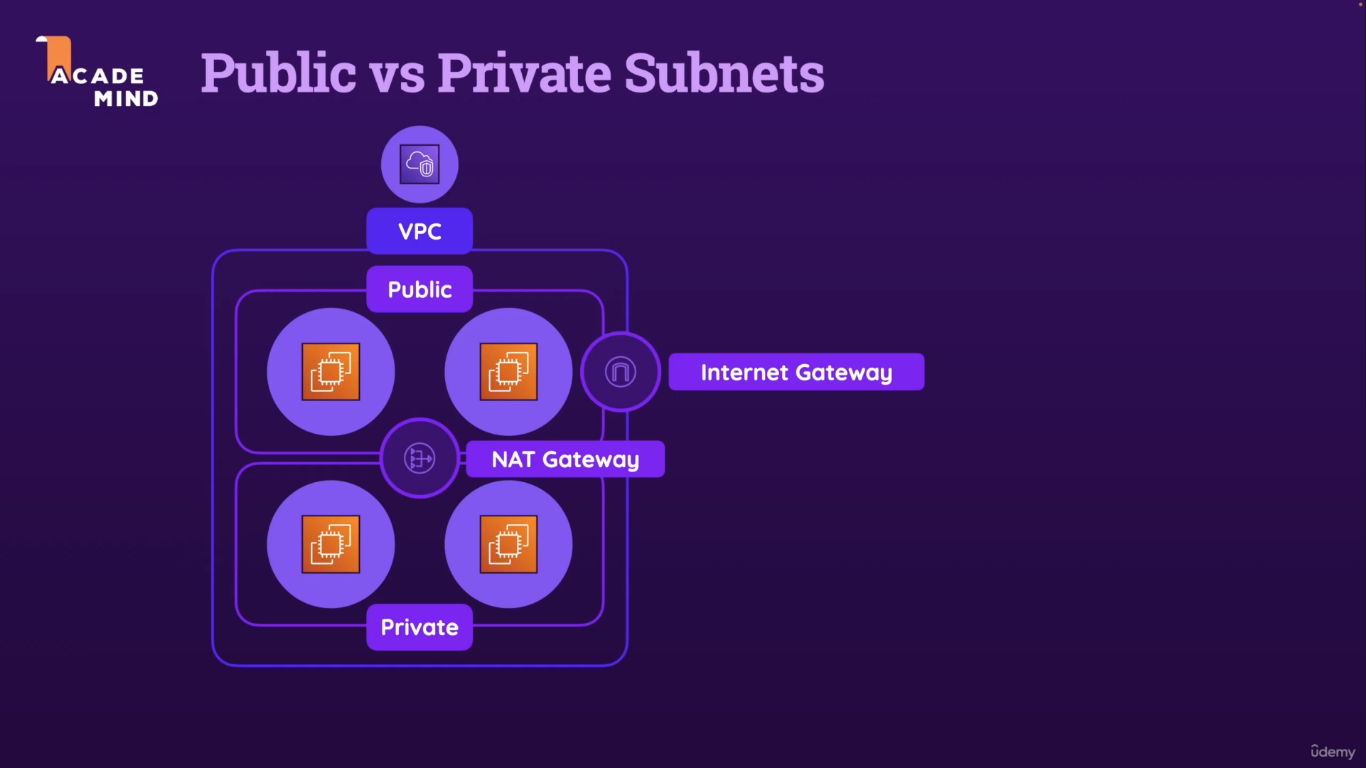 ACADE
MIND
Public vs Private Subnets
VPC
Public
Internet Gateway
NAT Gateway
Private
ûdemy